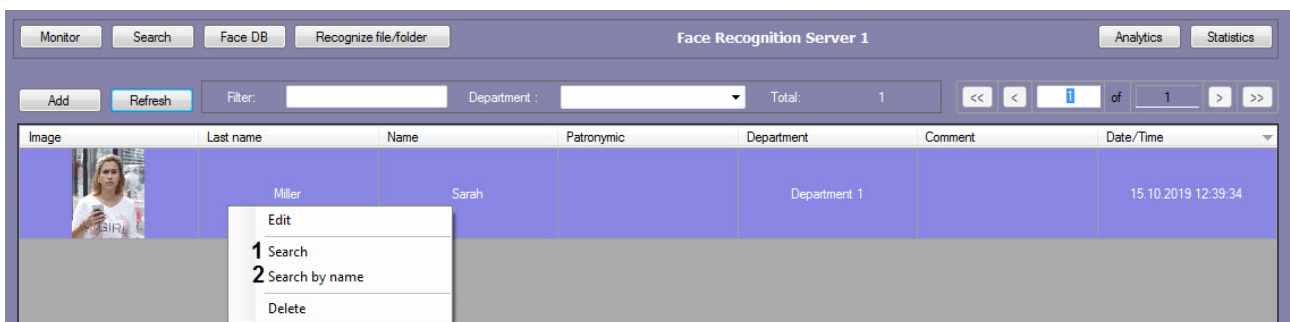 Monitor Search Face DB Recognize file/folder Face Recognition Server 1 Analytics Statistics
Add Refresh Filter: Department : Total: 1 << < 1 of 1 > >>
Image Last name Name Patronymic Department Comment Date/Time
Miller Sarah Department 1 15.10.2019 12:39:34
GIRL
Edit
1 Search
2 Search by name
Delete